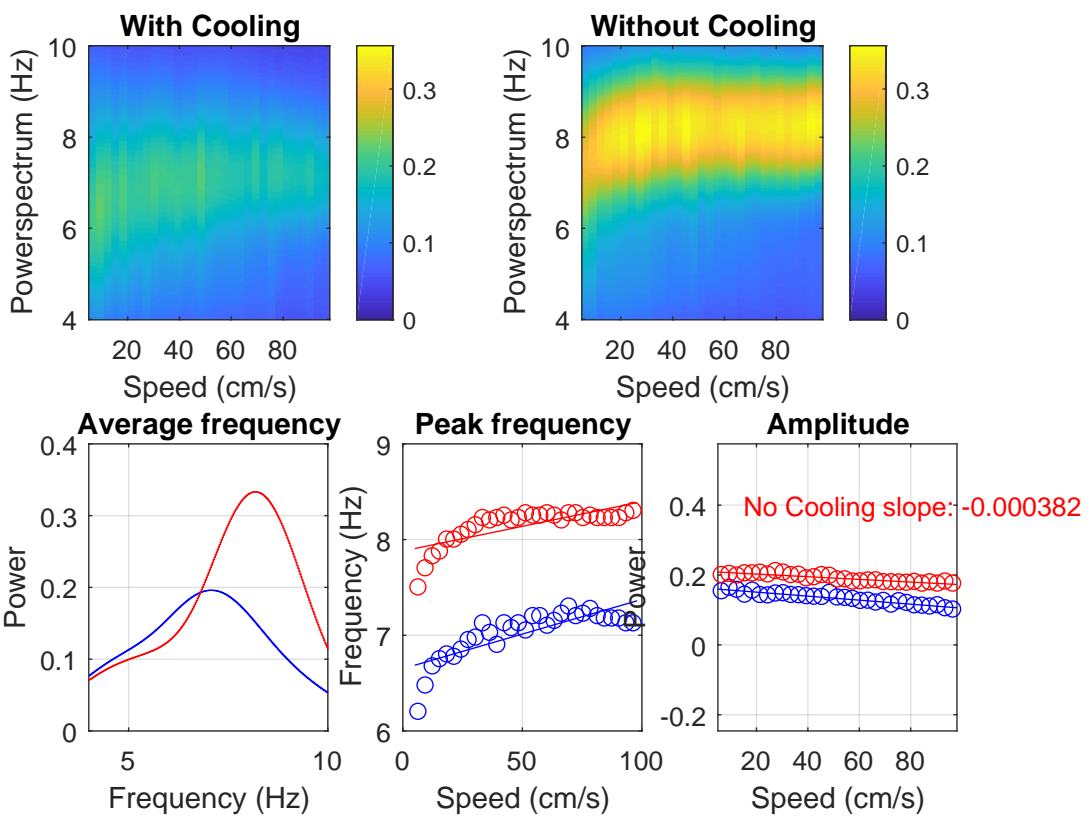 With Cooling
Powerspectrum (Hz)
10
8
6
4
20 40 60 80
Speed (cm/s)
0.3
0.2
0.1
0
Without Cooling
Powerspectrum (Hz)
10
8
6
4
20 40 60 80
Speed (cm/s)
0.3
0.2
0.1
0
Average frequency
Power
0.4
0.3
0.2
0.1
0
5 10
Frequency (Hz)
Peak frequency
Frequency (Hz)
9
8
7
6
0 50 100
Speed (cm/s)
Amplitude
Power
0.4
0.2
0
-0.2
No Cooling slope: -0.000382
20 40 60 80
Speed (cm/s)